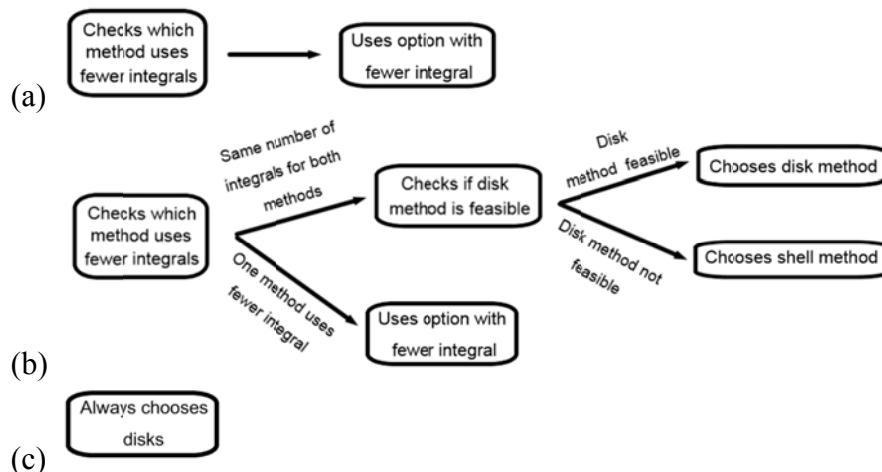 Checks which
method uses
fewer integrals
Uses option with
fewer integral
(a)
Same number of
integrals for both
methods
Checks which
method uses
fewer integrals
One method uses
fewer integral
Checks if disk
method is feasible
Uses option with
fewer integral
Disk
method feasible
Disk method not
feasible
Chooses disk method
Chooses shell method
(b)
Always chooses
disks
(c)